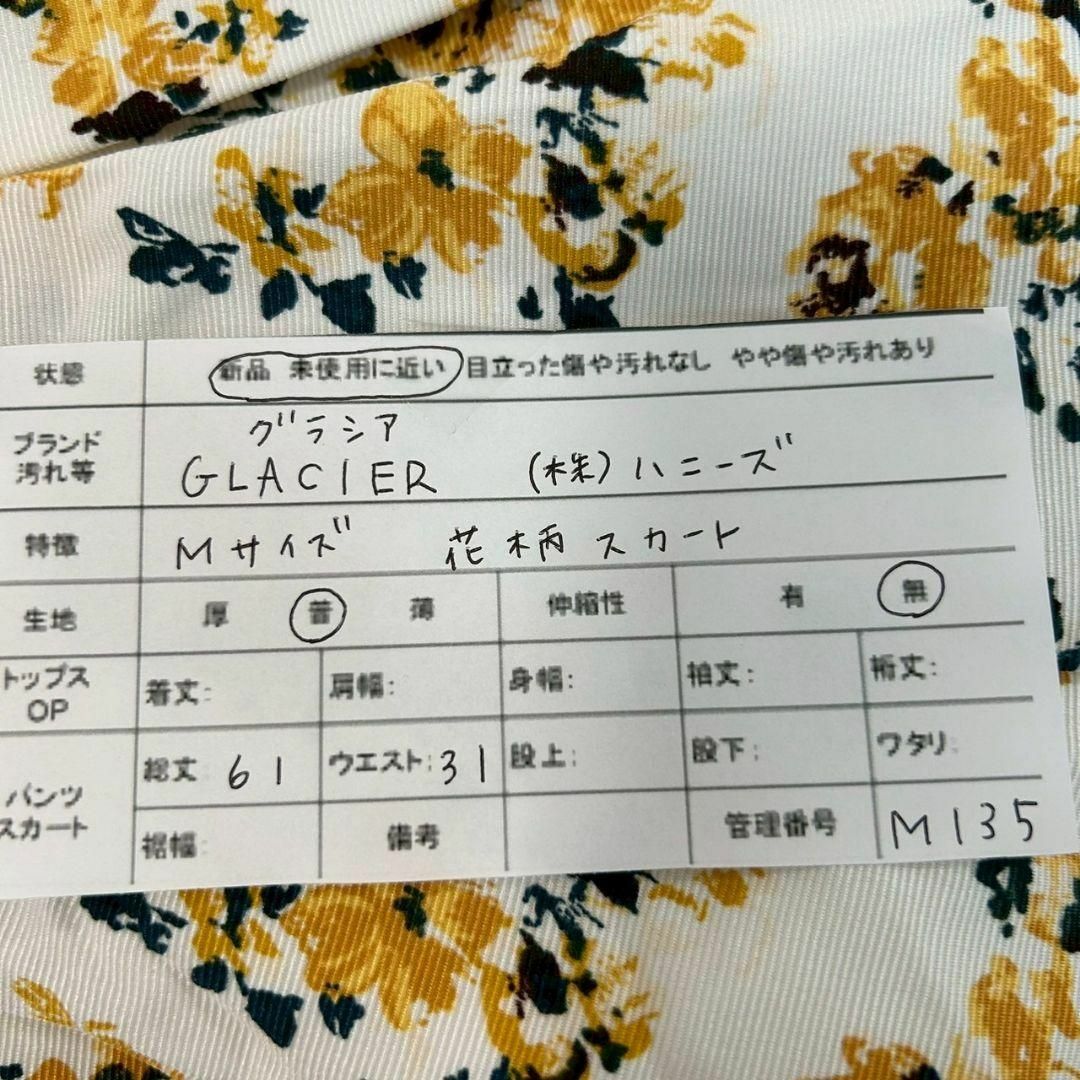 状態 新品 未使用に近い 目立った傷や汚れなし やや傷や汚れあり
ブランド
汚れ等
グラシア
GLACIER (株)ハニーズ
特徴 Mサイズ 花柄スカート
生地 厚 普 薄 伸縮性 有 無
トップス
OP
着丈: 肩幅: 身幅: 袖丈: 裄丈:
パンツ
スカート
総丈 61 ウエスト:31 股上: 股下: ワタリ:
裾幅: 備考 管理番号 M135